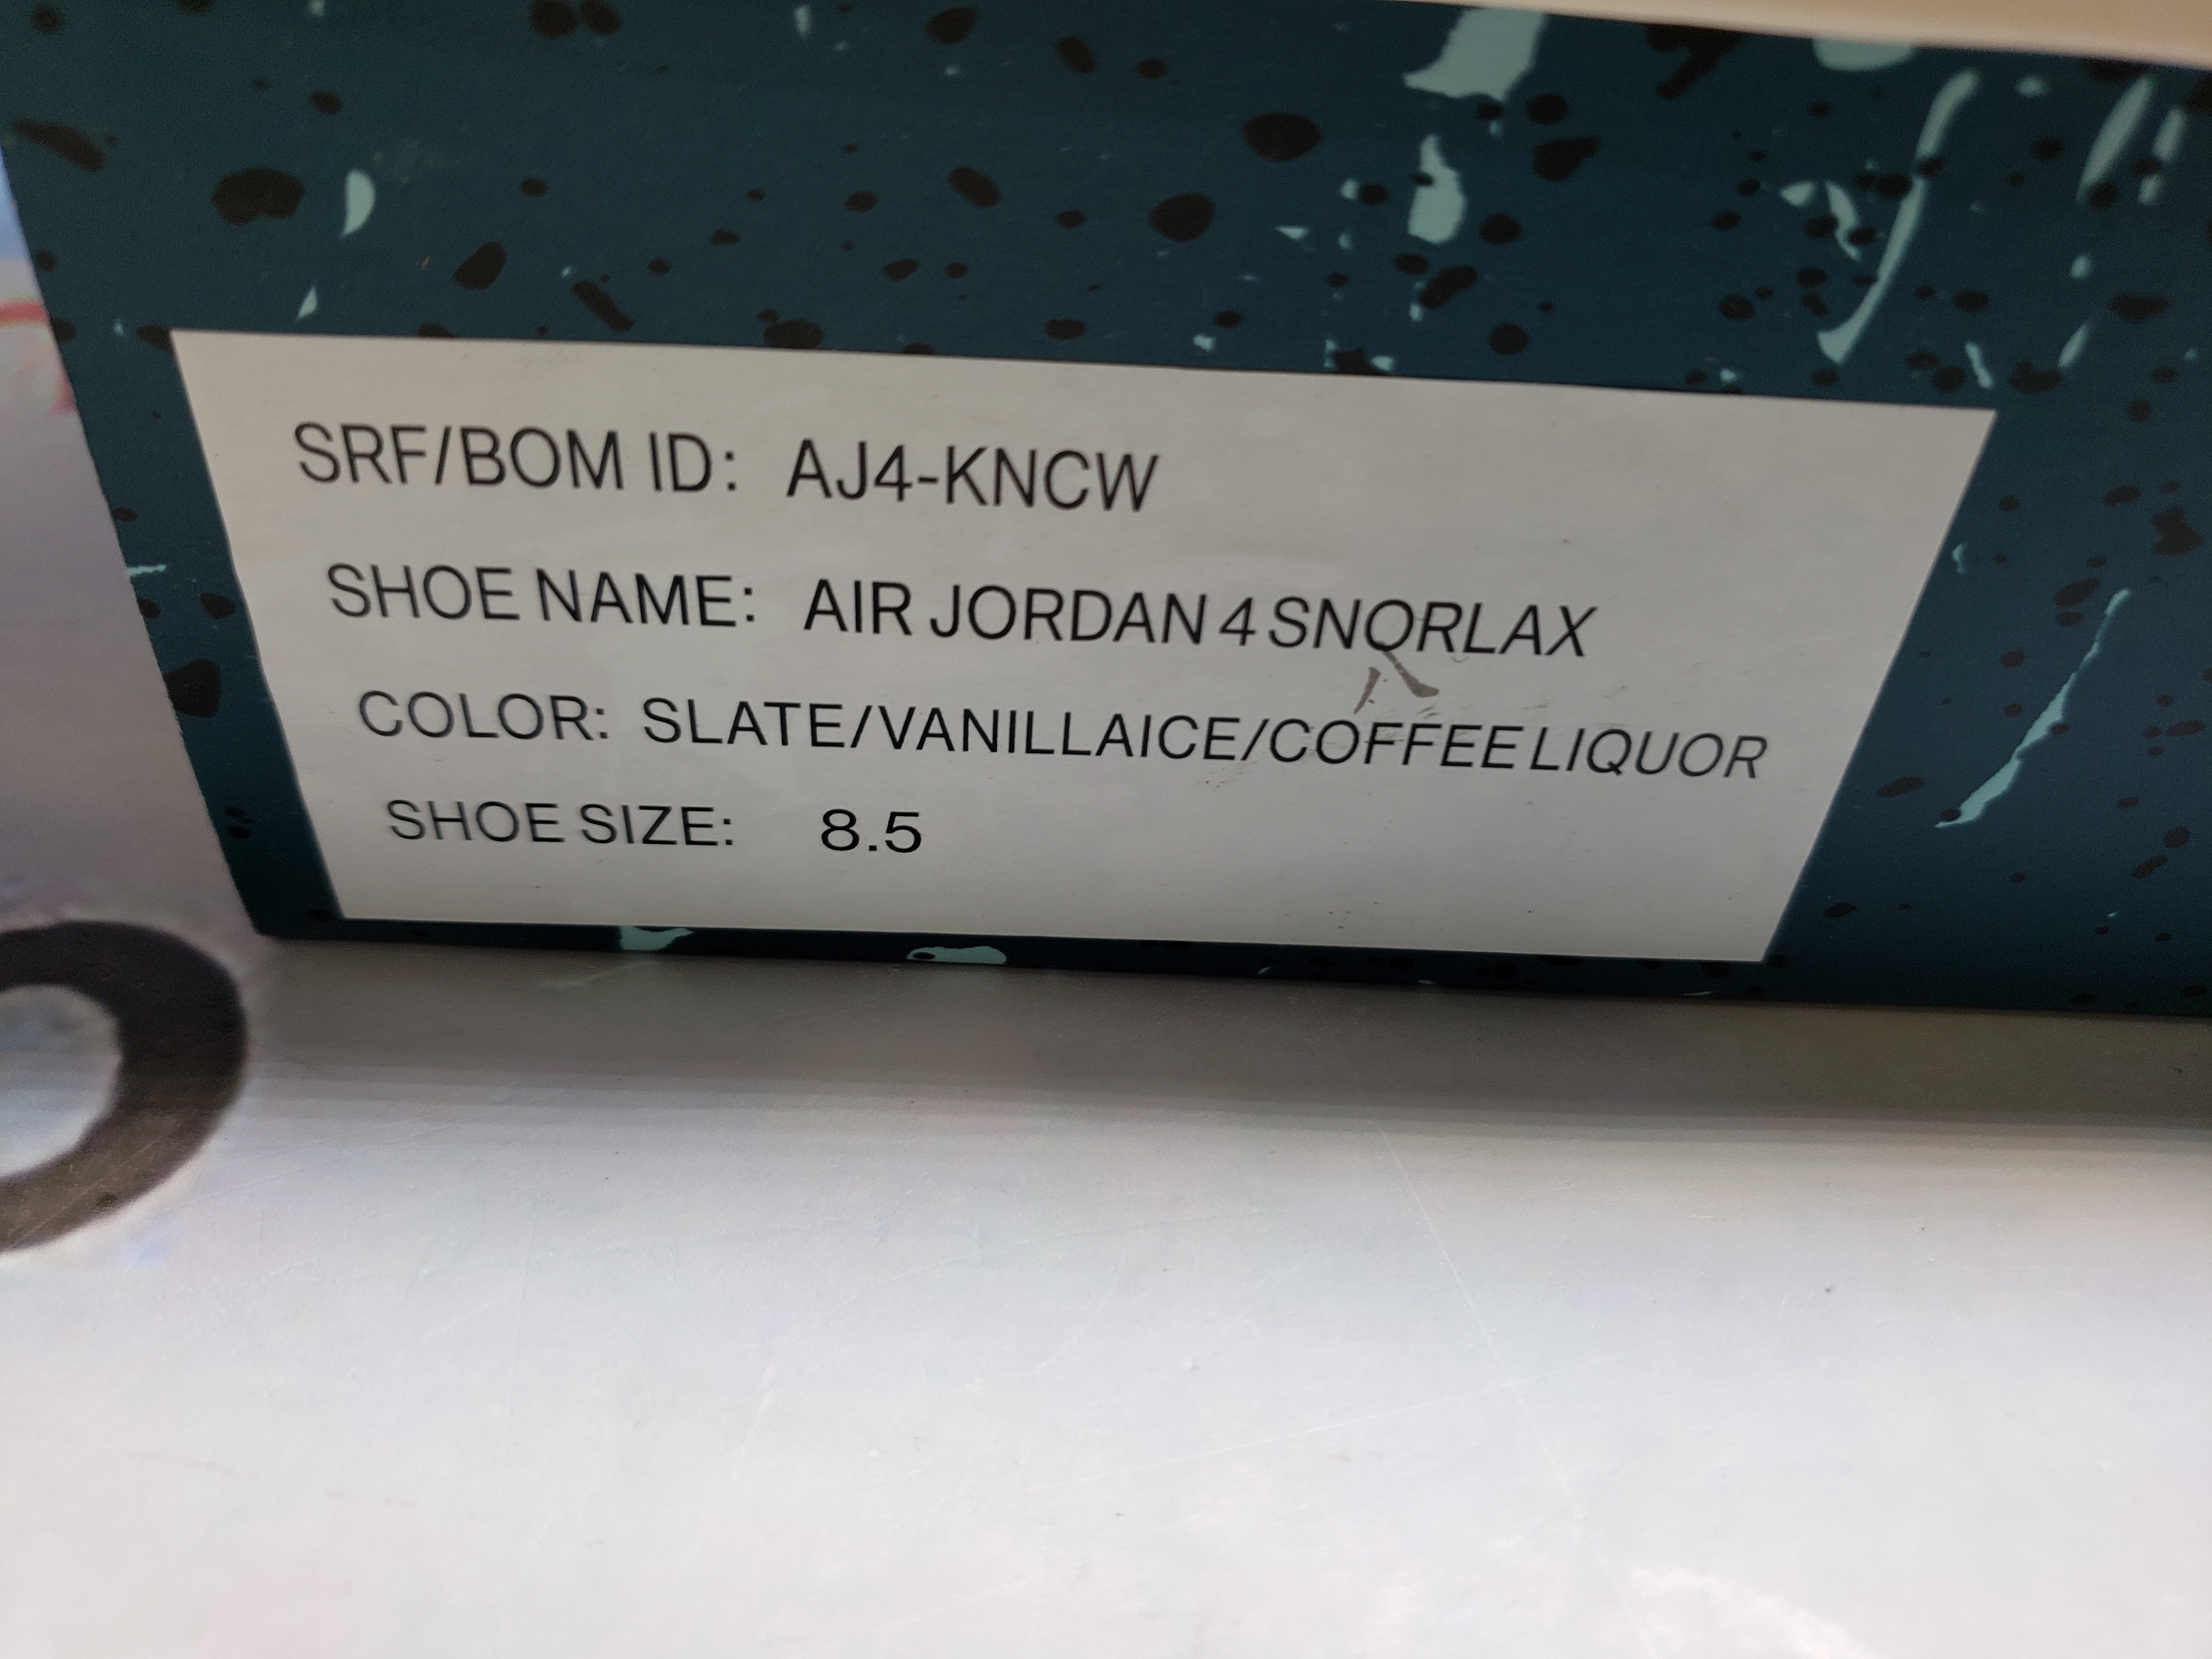 SRF/BOM ID: AJ4-KNCW
SHOE NAME: AIR JORDAN 4 SNORLAX
COLOR: SLATE/VANILLAICE/COFFEE LIQUOR
SHOE SIZE: 8.5